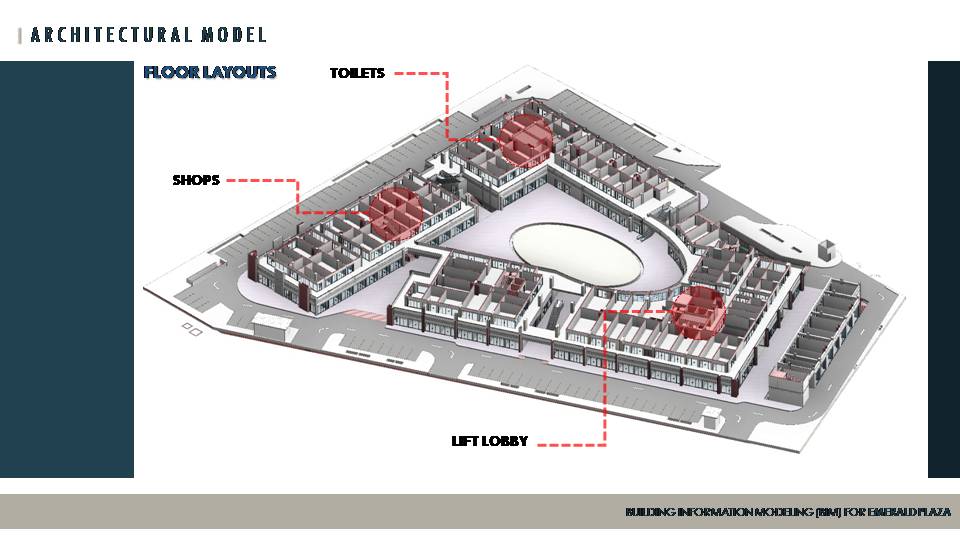 ARCHITECTURAL MODEL
FLOOR LAYOUTS
TOILETS
SHOPS
LIFT LOBBY
BUILDING INFORMATION MODELING (BIM) FOR EMERALD PLAZA